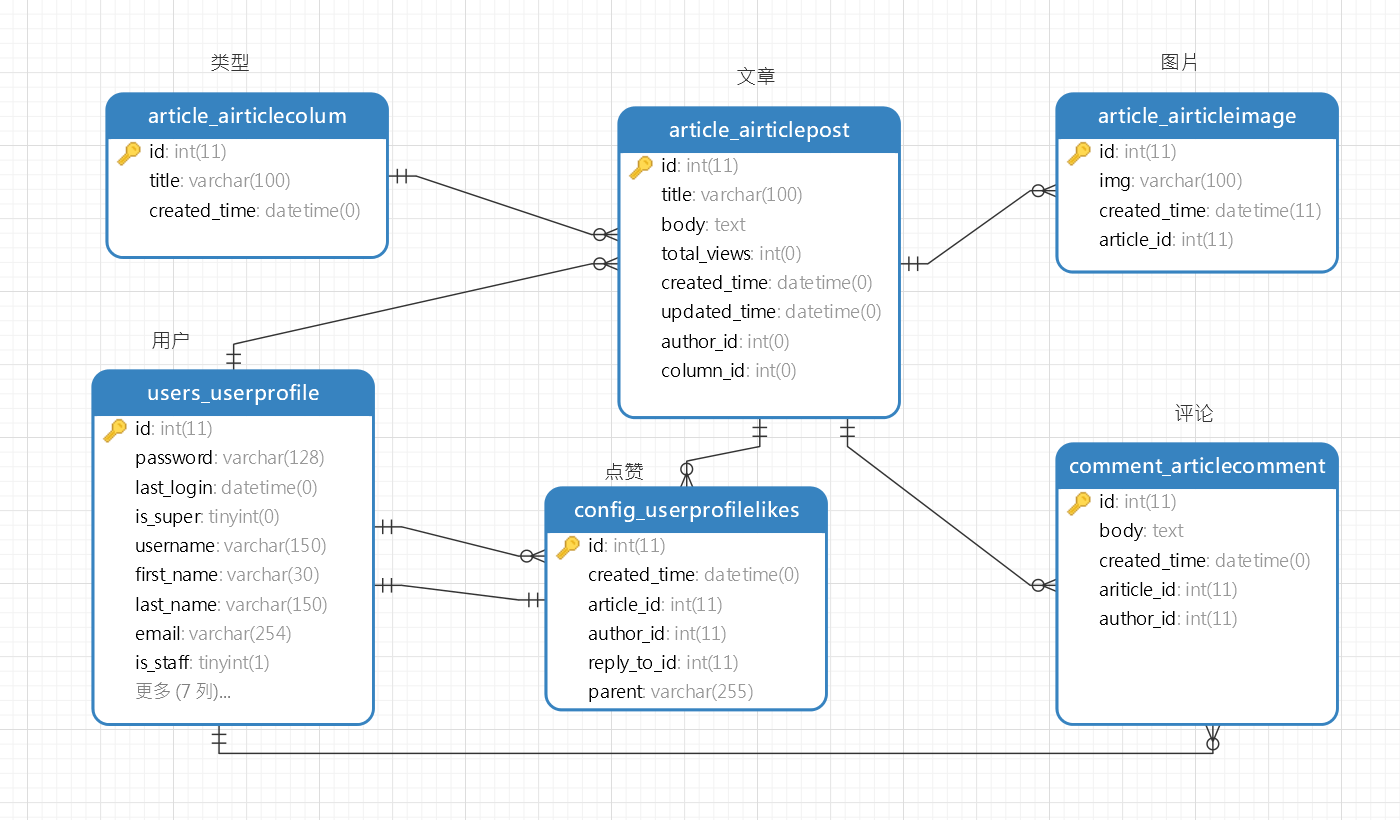 类型
article_airticlecolum
id: int(11)
title: varchar(100)
created_time: datetime(0)
文章
article_airticlepost
id: int(11)
title: varchar(100)
body: text
total_views: int(0)
created_time: datetime(0)
updated_time: datetime(0)
author_id: int(0)
column_id: int(0)
图片
article_airticleimage
id: int(11)
img: varchar(100)
created_time: datetime(11)
article_id: int(11)
用户
users_userprofile
id: int(11)
password: varchar(128)
last_login: datetime(0)
is_super: tinyint(0)
username: varchar(150)
first_name: varchar(30)
last_name: varchar(150)
email: varchar(254)
is_staff: tinyint(1)
更多 (7 列)...
点赞
config_userprofilelikes
id: int(11)
created_time: datetime(0)
article_id: int(11)
author_id: int(11)
reply_to_id: int(11)
parent: varchar(255)
评论
comment_articlecomment
id: int(11)
body: text
created_time: datetime(0)
ariticle_id: int(11)
author_id: int(11)